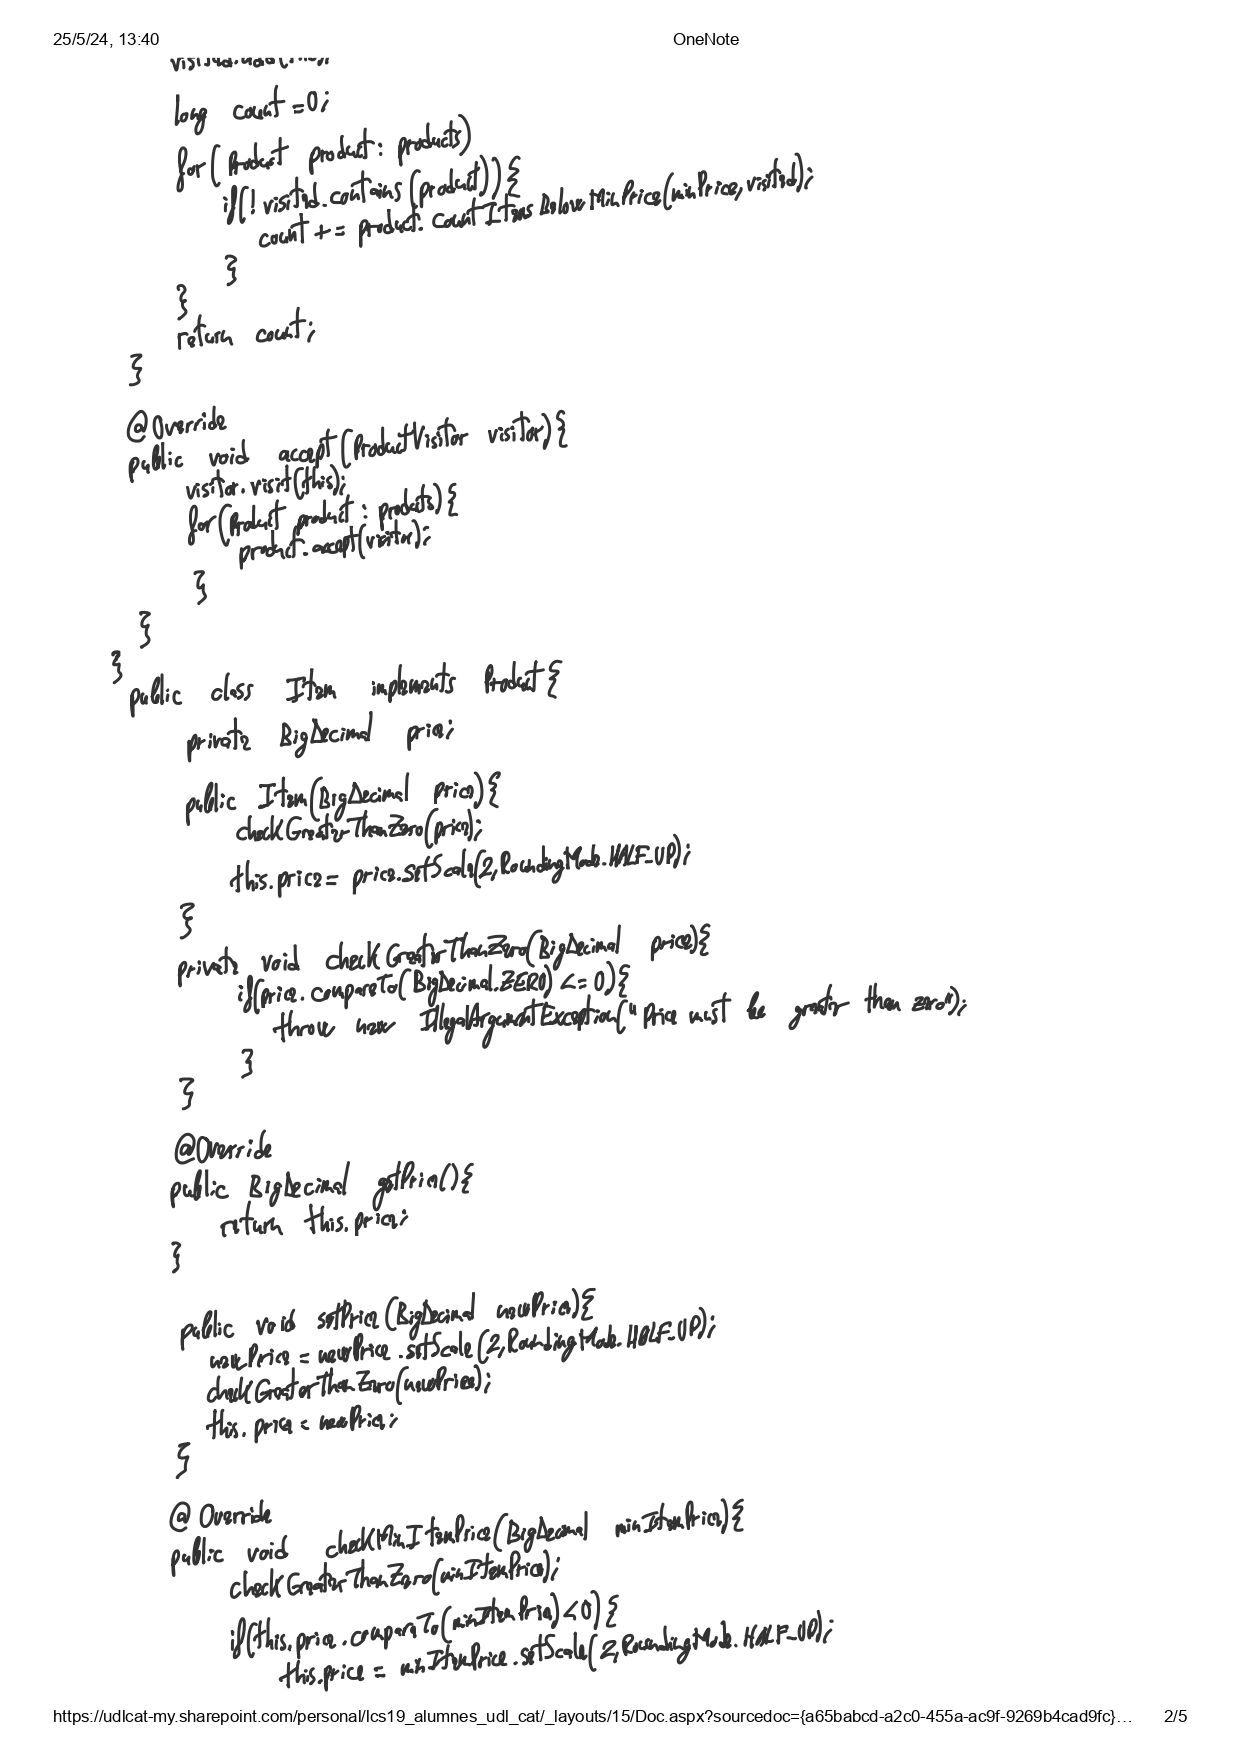 25/5/24, 13:40
OneNote
long count = 0;
for(Product product: products)
if(! visited.contains(product)){
count += product.countItemsBelowMinPrice(minPrice, visited);
}
}
return count;
}
@Override
public void accept(ProductVisitor visitor){
visitor.visit(this);
for(Product product : products){
product.accept(visitor);
}
}
}
public class Item implements Product{
private BigDecimal price;
public Item(BigDecimal price){
checkGreaterThanZero(price);
this.price = price.setScale(2, RoundingMode.HALF_UP);
}
private void checkGreaterThanZero(BigDecimal price){
if(price.compareTo(BigDecimal.ZERO) <= 0){
throw new IllegalArgumentException("Price must be greater than zero");
}
}
@Override
public BigDecimal getPrice(){
return this.price;
}
public void setPrice(BigDecimal newPrice){
newPrice = newPrice.setScale(2, RoundingMode.HALF_UP);
checkGreaterThanZero(newPrice);
this.price = newPrice;
}
@Override
public void checkMinItemPrice(BigDecimal minItemPrice){
checkGreaterThanZero(minItemPrice);
if(this.price.compareTo(minItemPrice) <0){
this.price = minItemPrice.setScale(2, RoundingMode.HALF_UP);
https://udlcat-my.sharepoint.com/personal/lcs19_alumnes_udl_cat/_layouts/15/Doc.aspx?sourcedoc={a65babcd-a2c0-455a-ac9f-9269b4cad9fc}…
2/5